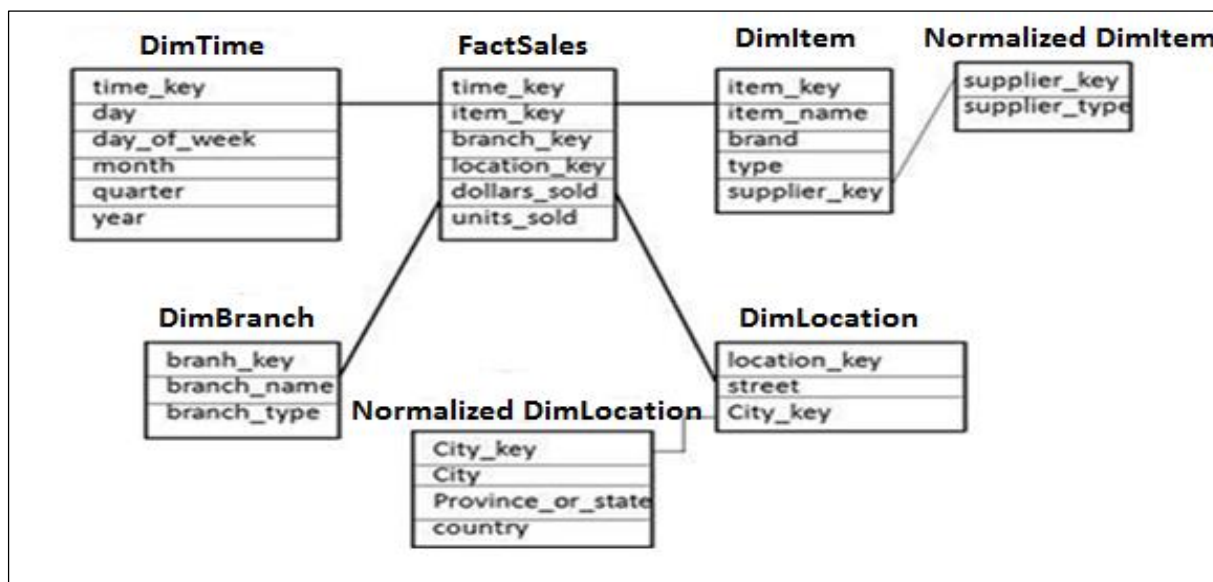 DimTime
time_key
day
day_of_week
month
quarter
year
FactSales
time_key
item_key
branch_key
location_key
dollars_sold
units_sold
DimItem
item_key
item_name
brand
type
supplier_key
Normalized DimItem
supplier_key
supplier_type
DimBranch
branh_key
branch_name
branch_type
Normalized DimLocation
City_key
City
Province_or_state
country
DimLocation
location_key
street
City_key